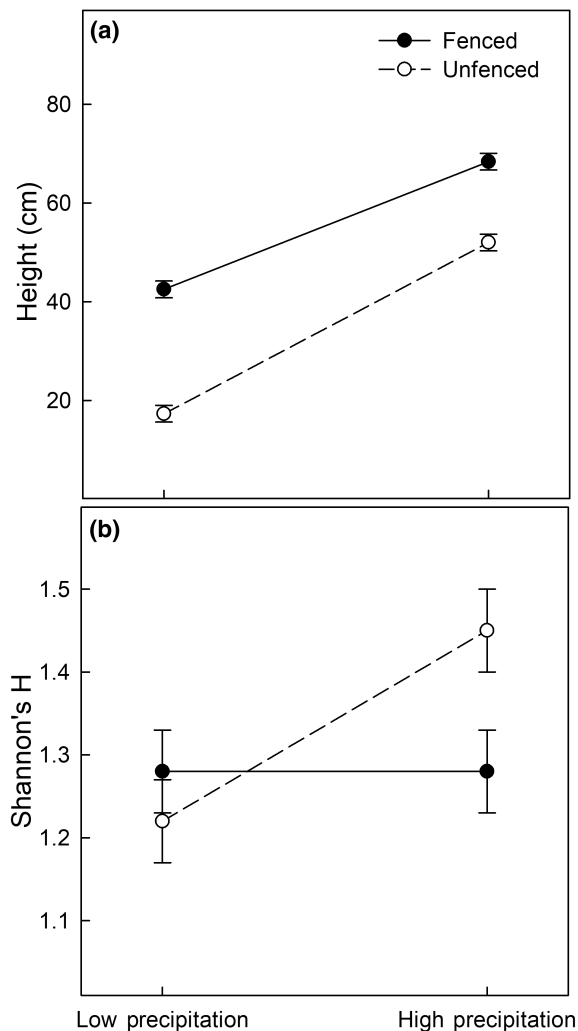 (a)
Fenced
Unfenced
80
60
40
20
Height (cm)
(b)
1.5
1.4
1.3
1.2
1.1
Shannon's H
Low precipitation
High precipitation